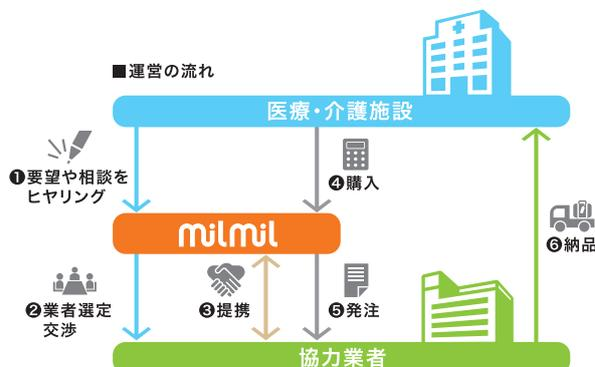 ■運営の流れ
医療・介護施設
❶要望や相談を
ヒヤリング
❹購入
milmil
❻納品
❷業者選定
交渉
❸提携
❺発注
協力業者